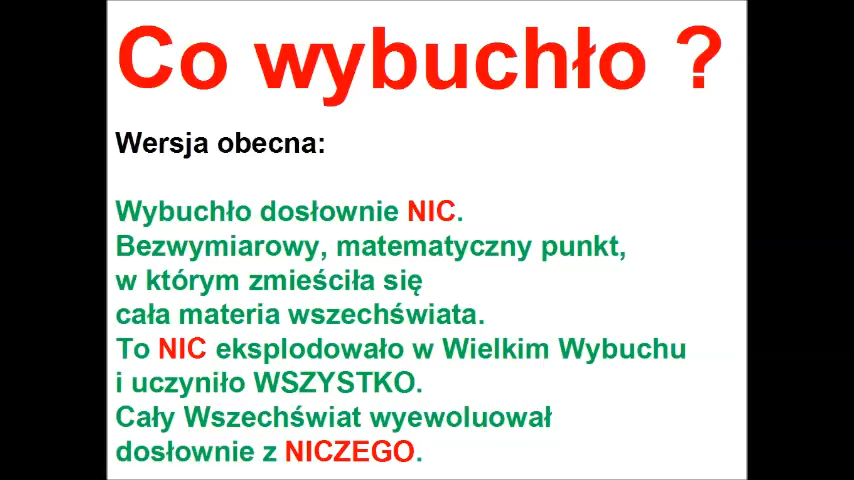 Co wybuchło ?
Wersja obecna:
Wybuchło dosłownie NIC.
Bezwymiarowy, matematyczny punkt,
w którym zmieściła się
cała materia wszechświata.
To NIC eksplodowało w Wielkim Wybuchu
i uczyniło WSZYSTKO.
Cały Wszechświat wyewoluował
dosłownie z NICZEGO.